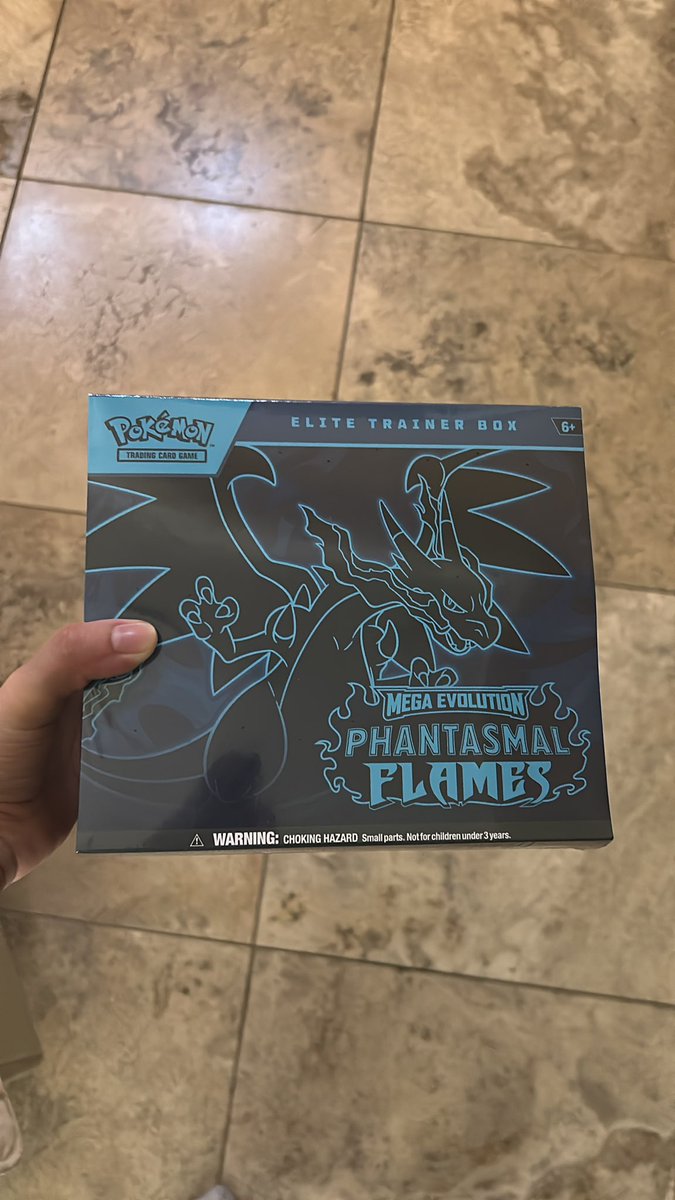 POKéMON™
TRADING CARD GAME
ELITE TRAINER BOX
6+
MEGA EVOLUTION
PHANTASMAL
FLAMES
WARNING: CHOKING HAZARD Small parts. Not for children under 3 years.